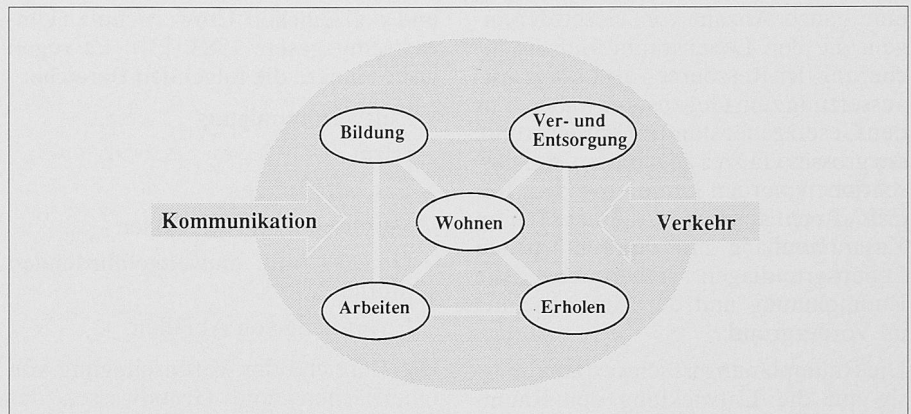 Bildung
Ver- und
Entsorgung
Kommunikation
Wohnen
Verkehr
Arbeiten
Erholen